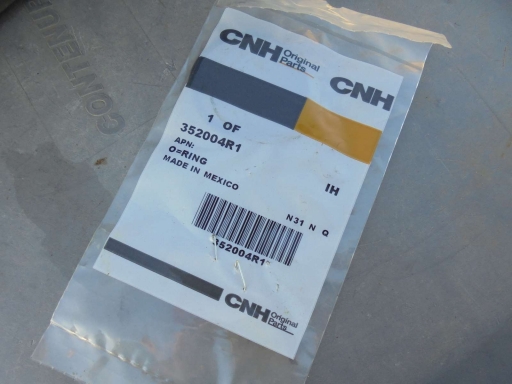 CNH Original Parts
CNH
1 OF
352004R1
APN:
O=RING
MADE IN MEXICO
IH
N31 N Q
352004R1
CNH Original Parts